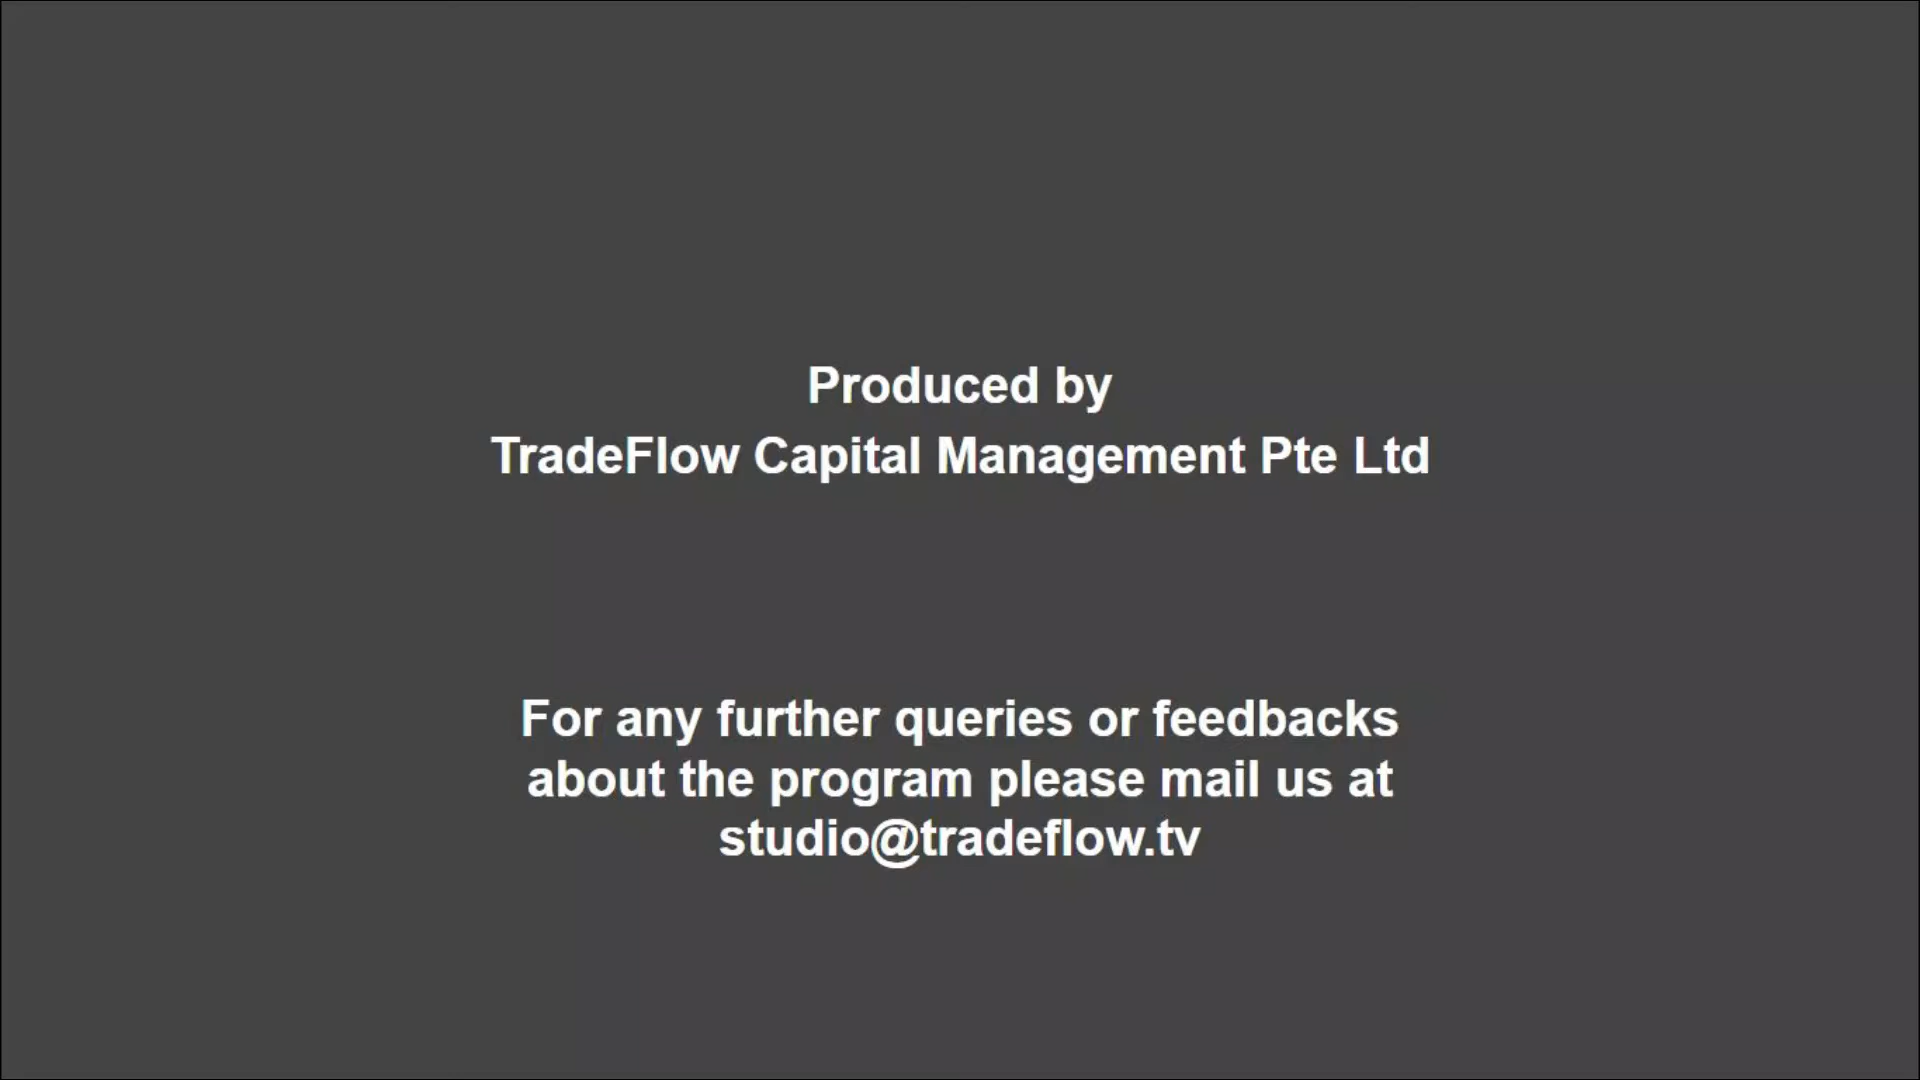 Produced by
TradeFlow Capital Management Pte Ltd
For any further queries or feedbacks
about the program please mail us at
studio@tradeflow.tv